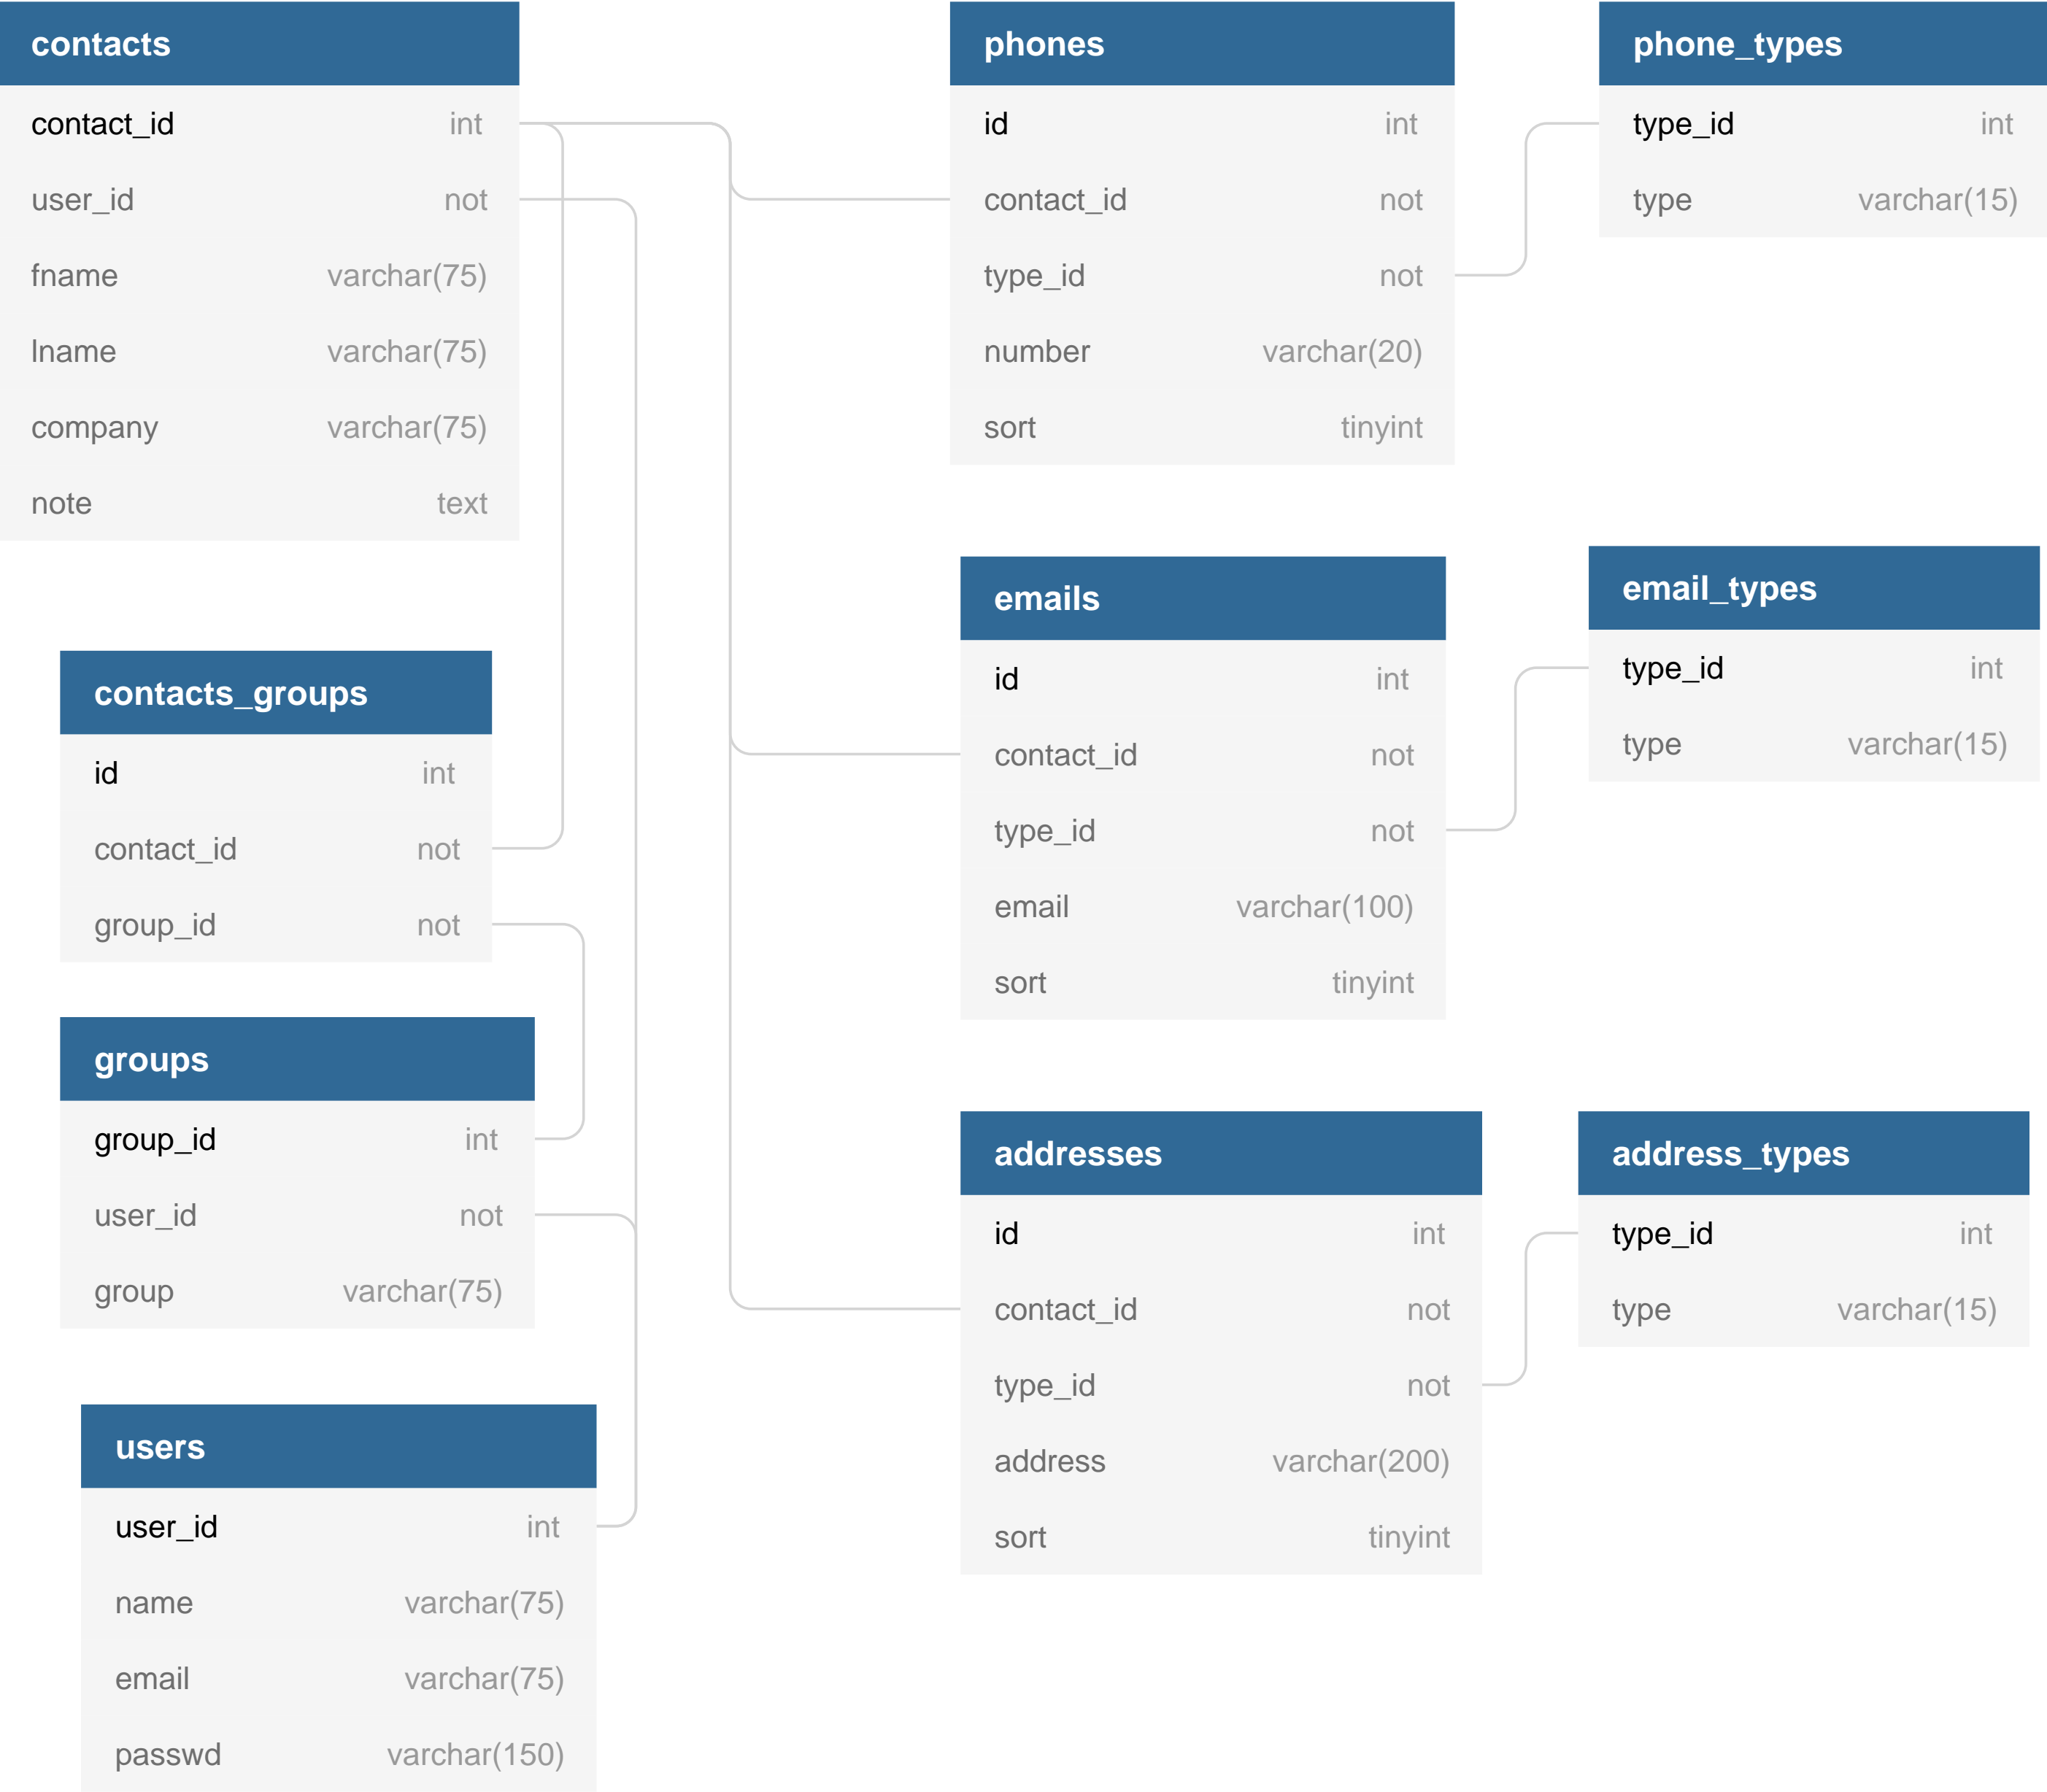 contacts
contact_id int
user_id not
fname varchar(75)
lname varchar(75)
company varchar(75)
note text
contacts_groups
id int
contact_id not
group_id not
groups
group_id int
user_id not
group varchar(75)
users
user_id int
name varchar(75)
email varchar(75)
passwd varchar(150)
phones
id int
contact_id not
type_id not
number varchar(20)
sort tinyint
emails
id int
contact_id not
type_id not
email varchar(100)
sort tinyint
addresses
id int
contact_id not
type_id not
address varchar(200)
sort tinyint
phone_types
type_id int
type varchar(15)
email_types
type_id int
type varchar(15)
address_types
type_id int
type varchar(15)